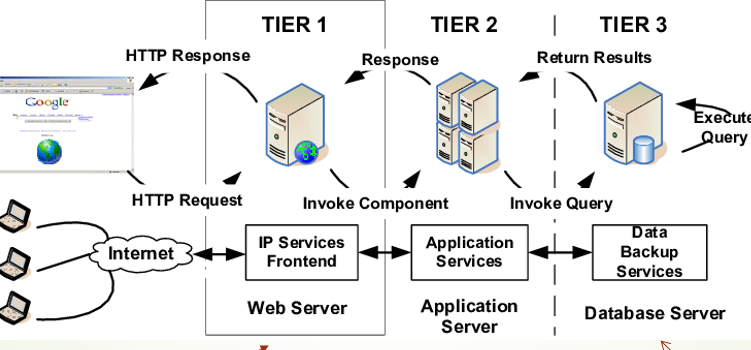 TIER 1
TIER 2
TIER 3
HTTP Response
Response
Return Results
Google
Execute
Query
HTTP Request
Invoke Component
Invoke Query
Internet
IP Services
Frontend
Application
Services
Data
Backup
Services
Web Server
Application
Server
Database Server